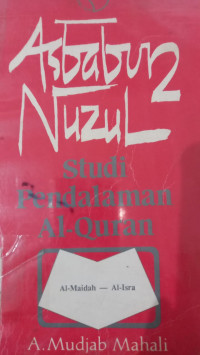 Asbabun 2
Nuzul
Studi
Pendalaman
Al-Quran
Al-Maidah — Al-Isra
A. Mudjab Mahali